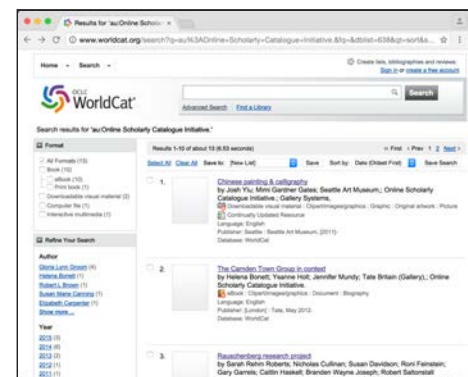 Results for 'au:Online Schola
www.worldcat.org/search?q=au%3AOnline+Scholarly+Catalogue+Initiative.&fq=&dblist=638&qt=sort&s...
Create lists, bibliographies and reviews:
Home Search
Sign in or create a free account
OCLC
WorldCat®
Search
Advanced Search Find a Library
Search results for 'au:Online Scholarly Catalogue Initiative.'
Format
All Formats (13)
Book (10)
eBook (10)
Print book (1)
Downloadable visual material (2)
Computer file (1)
Interactive multimedia (1)
Refine Your Search
Author
Gloria Lynn Groom (4)
Helena Bonett (1)
Robert L Brown (1)
Susan Marie Canning (1)
Elizabeth Carpenter (1)
Show more ...
Year
2015 (3)
2014 (6)
2013 (2)
2012 (1)
2011 (1)
Results 1-10 of about 13 (6.53 seconds) « First ‹ Prev 1 2 Next ›
Select All Clear All Save to: [New List] Save Sort by: Date (Oldest First) Save Search
1.
Chinese painting & calligraphy
by Josh Yiu; Mimi Gardner Gates; Seattle Art Museum,; Online Scholarly
Catalogue Initiative.; Gallery Systems,
Downloadable visual material : Clipart/images/graphics : Graphic : Original artwork : Picture
Continually Updated Resource
Language: English
Publisher: Seattle : Seattle Art Museum, [2011]-
Database: WorldCat
2.
The Camden Town Group in context
by Helena Bonett; Ysanne Holt; Jennifer Mundy; Tate Britain (Gallery),; Online
Scholarly Catalogue Initiative.
eBook : Clipart/images/graphics : Document : Biography
Language: English
Publisher: [London] : Tate, May 2012.
Database: WorldCat
3.
Rauschenberg research project
by Sarah Rehm Roberts; Nicholas Cullinan; Susan Davidson; Roni Feinstein;
Gary Garrels; Caitlin Haskell; Branden Wayne Joseph; Robert Saltonstall